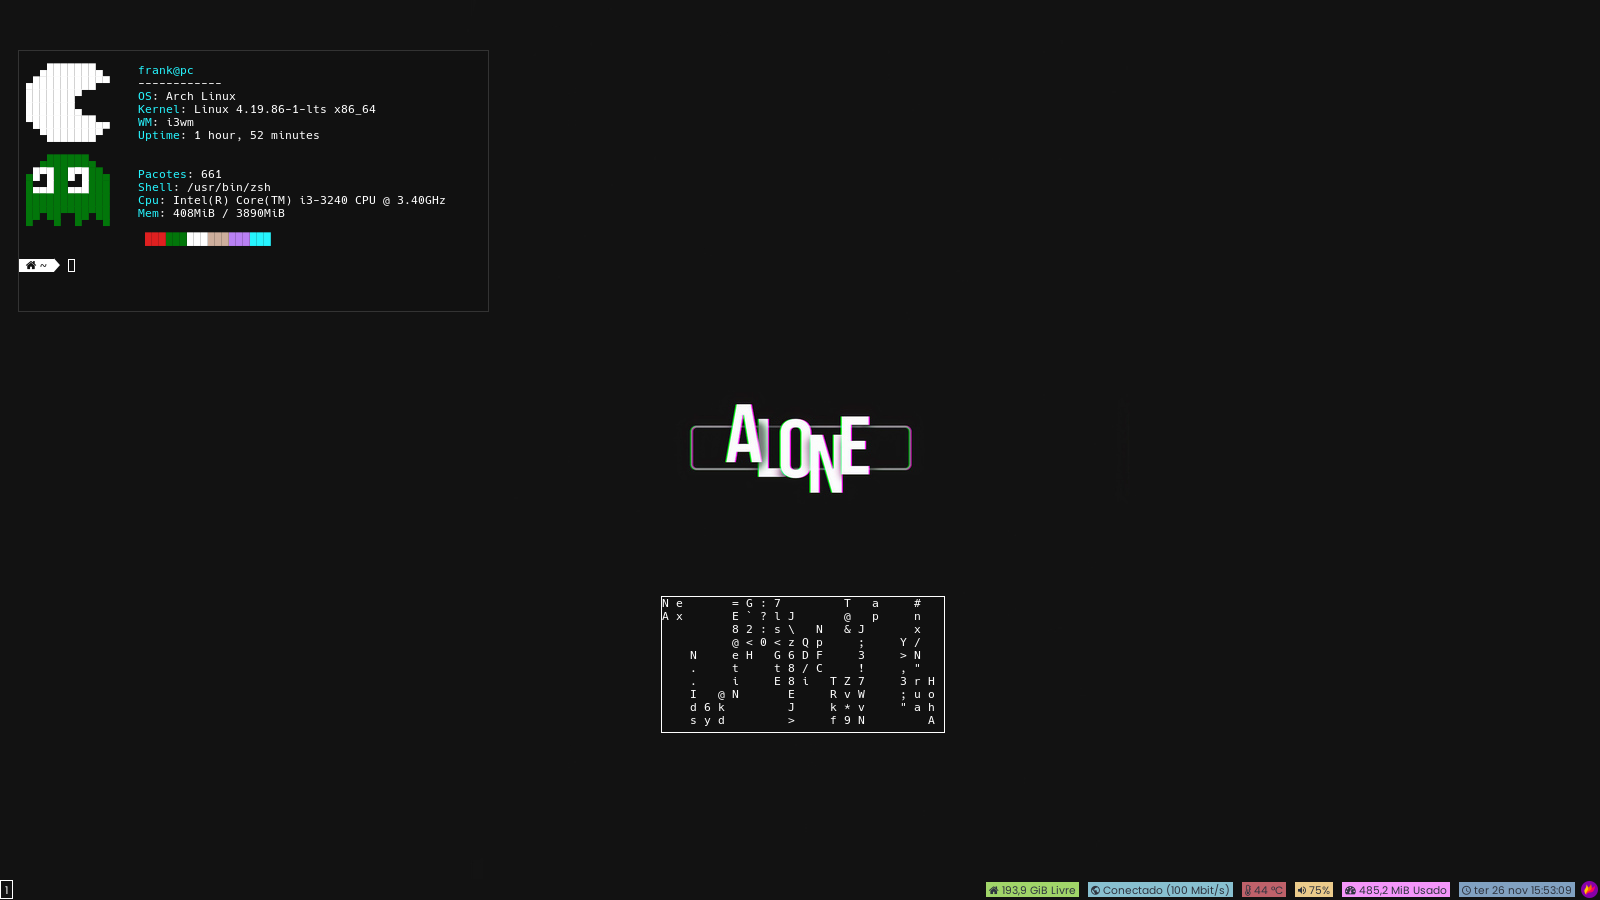 frank@pc
------------
OS: Arch Linux
Kernel: Linux 4.19.86-1-lts x86_64
WM: i3wm
Uptime: 1 hour, 52 minutes
Pacotes: 661
Shell: /usr/bin/zsh
Cpu: Intel(R) Core(TM) i3-3240 CPU @ 3.40GHz
Mem: 408MiB / 3890MiB
~
ALONE
N e = G : 7 T a #
A x E ` ? l J @ p n
8 2 : s \ N & J x
@ < 0 < z Q p ; Y /
N e H G 6 D F 3 > N
. t t 8 / C ! , "
. i E 8 i T Z 7 3 r H
I @ N E R v W ; u o
d 6 k J k * v " a h
s y d > f 9 N A
1
193,9 GiB Livre
Conectado (100 Mbit/s)
44 ºC
75%
485,2 MiB Usado
ter 26 nov 15:53:09